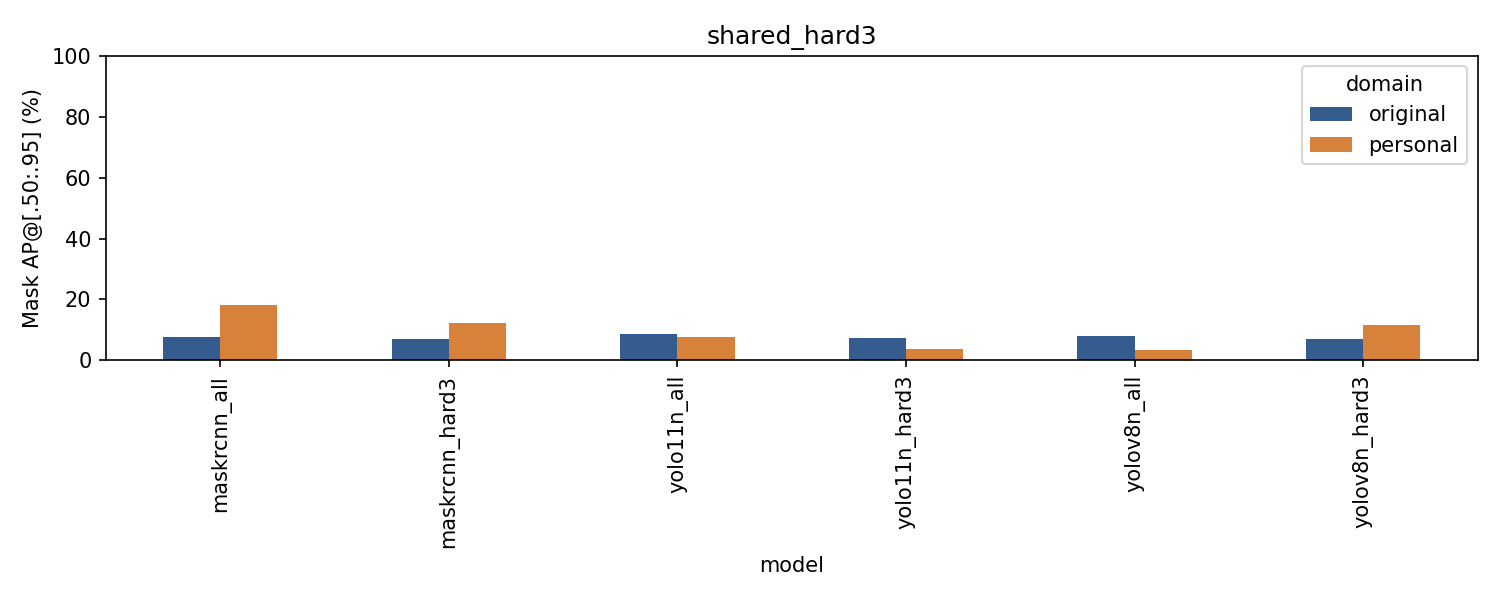 shared_hard3
Mask AP@[.50:.95] (%)
100
80
60
40
20
0
domain
original
personal
maskrcnn_all
maskrcnn_hard3
yolo11n_all
yolo11n_hard3
yolov8n_all
yolov8n_hard3
model